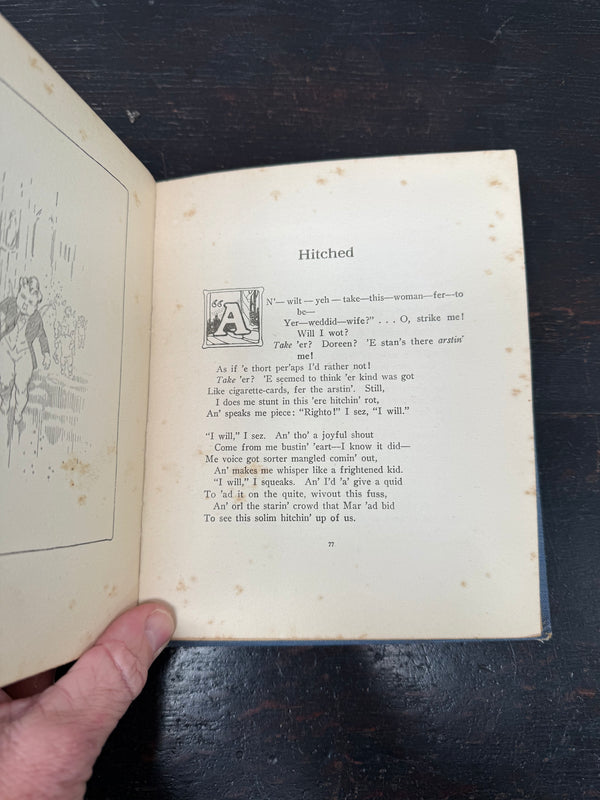 Hitched
“AN’— wilt — yeh — take—this—woman—fer—to
be—
Yer—weddid—wife?” . . . O, strike me!
Will I wot?
Take ’er? Doreen? ’E stan’s there arstin’
me!
As if ’e thort per’aps I’d rather not!
Take ’er? ’E seemed to think ’er kind was got
Like cigarette-cards, fer the arstin’. Still,
I does me stunt in this ’ere hitchin’ rot,
An’ speaks me piece: “Righto!” I sez, “I will.”
“I will,” I sez. An’ tho’ a joyful shout
Come from me bustin’ ’eart—I know it did—
Me voice got sorter mangled comin’ out,
An’ makes me whisper like a frightened kid.
“I will,” I squeaks. An’ I’d ’a’ give a quid
To ’ad it on the quite, wivout this fuss,
An’ orl the starin’ crowd that Mar ’ad bid
To see this solim hitchin’ up of us.
77